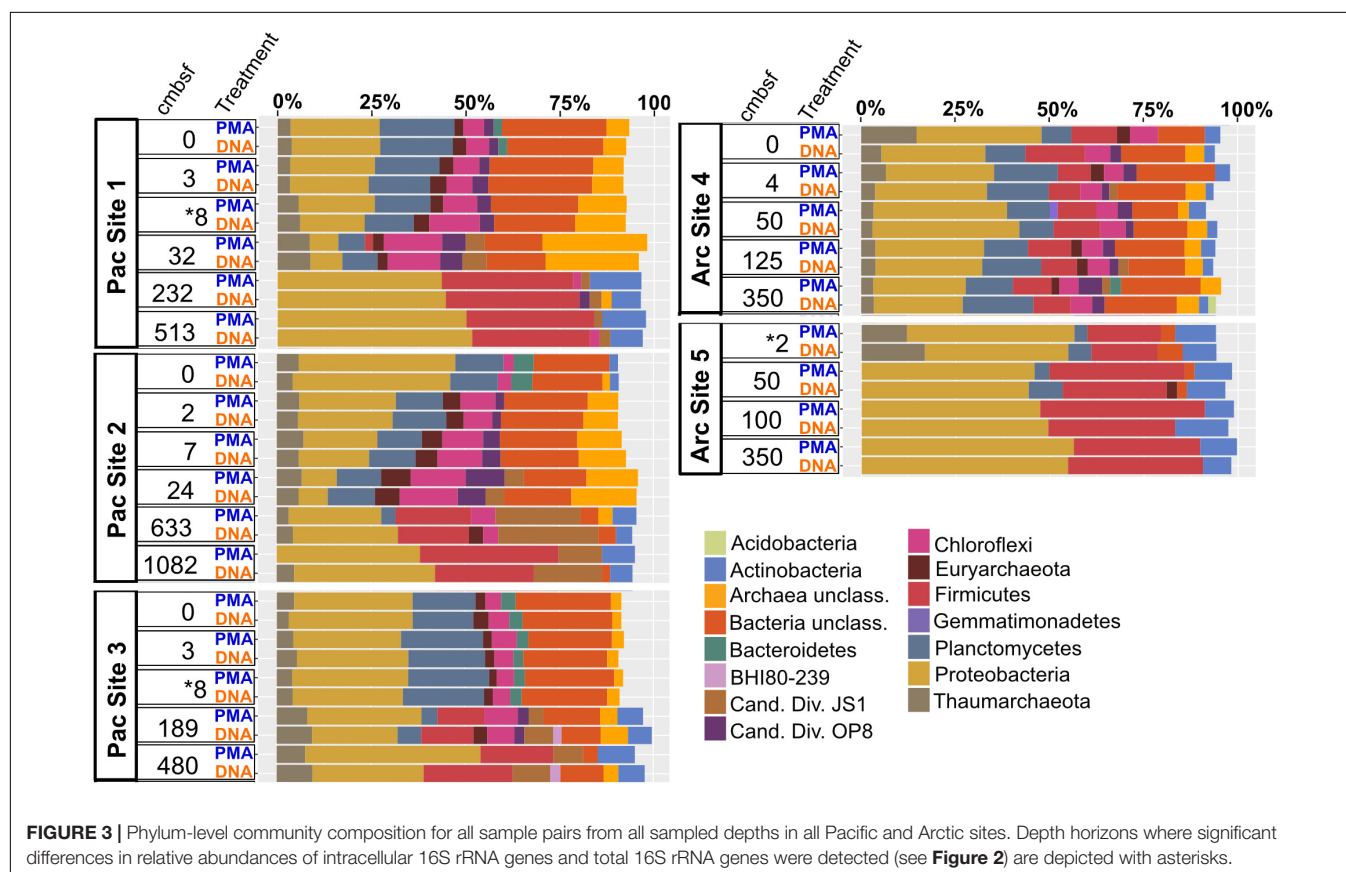 cmbsf Treatment
0% 25% 50% 75% 100
Pac Site 1
0 PMA
DNA
3 PMA
DNA
*8 PMA
DNA
32 PMA
DNA
232 PMA
DNA
513 PMA
DNA
Pac Site 2
0 PMA
DNA
2 PMA
DNA
7 PMA
DNA
24 PMA
DNA
633 PMA
DNA
1082 PMA
DNA
Pac Site 3
0 PMA
DNA
3 PMA
DNA
*8 PMA
DNA
189 PMA
DNA
480 PMA
DNA
cmbsf Treatment
0% 25% 50% 75% 100%
Arc Site 4
0 PMA
DNA
4 PMA
DNA
50 PMA
DNA
125 PMA
DNA
350 PMA
DNA
Arc Site 5
*2 PMA
DNA
50 PMA
DNA
100 PMA
DNA
350 PMA
DNA
Acidobacteria
Actinobacteria
Archaea unclass.
Bacteria unclass.
Bacteroidetes
BHI80-239
Cand. Div. JS1
Cand. Div. OP8
Chloroflexi
Euryarchaeota
Firmicutes
Gemmatimonadetes
Planctomycetes
Proteobacteria
Thaumarchaeota
FIGURE 3 | Phylum-level community composition for all sample pairs from all sampled depths in all Pacific and Arctic sites. Depth horizons where significant
differences in relative abundances of intracellular 16S rRNA genes and total 16S rRNA genes were detected (see Figure 2) are depicted with asterisks.